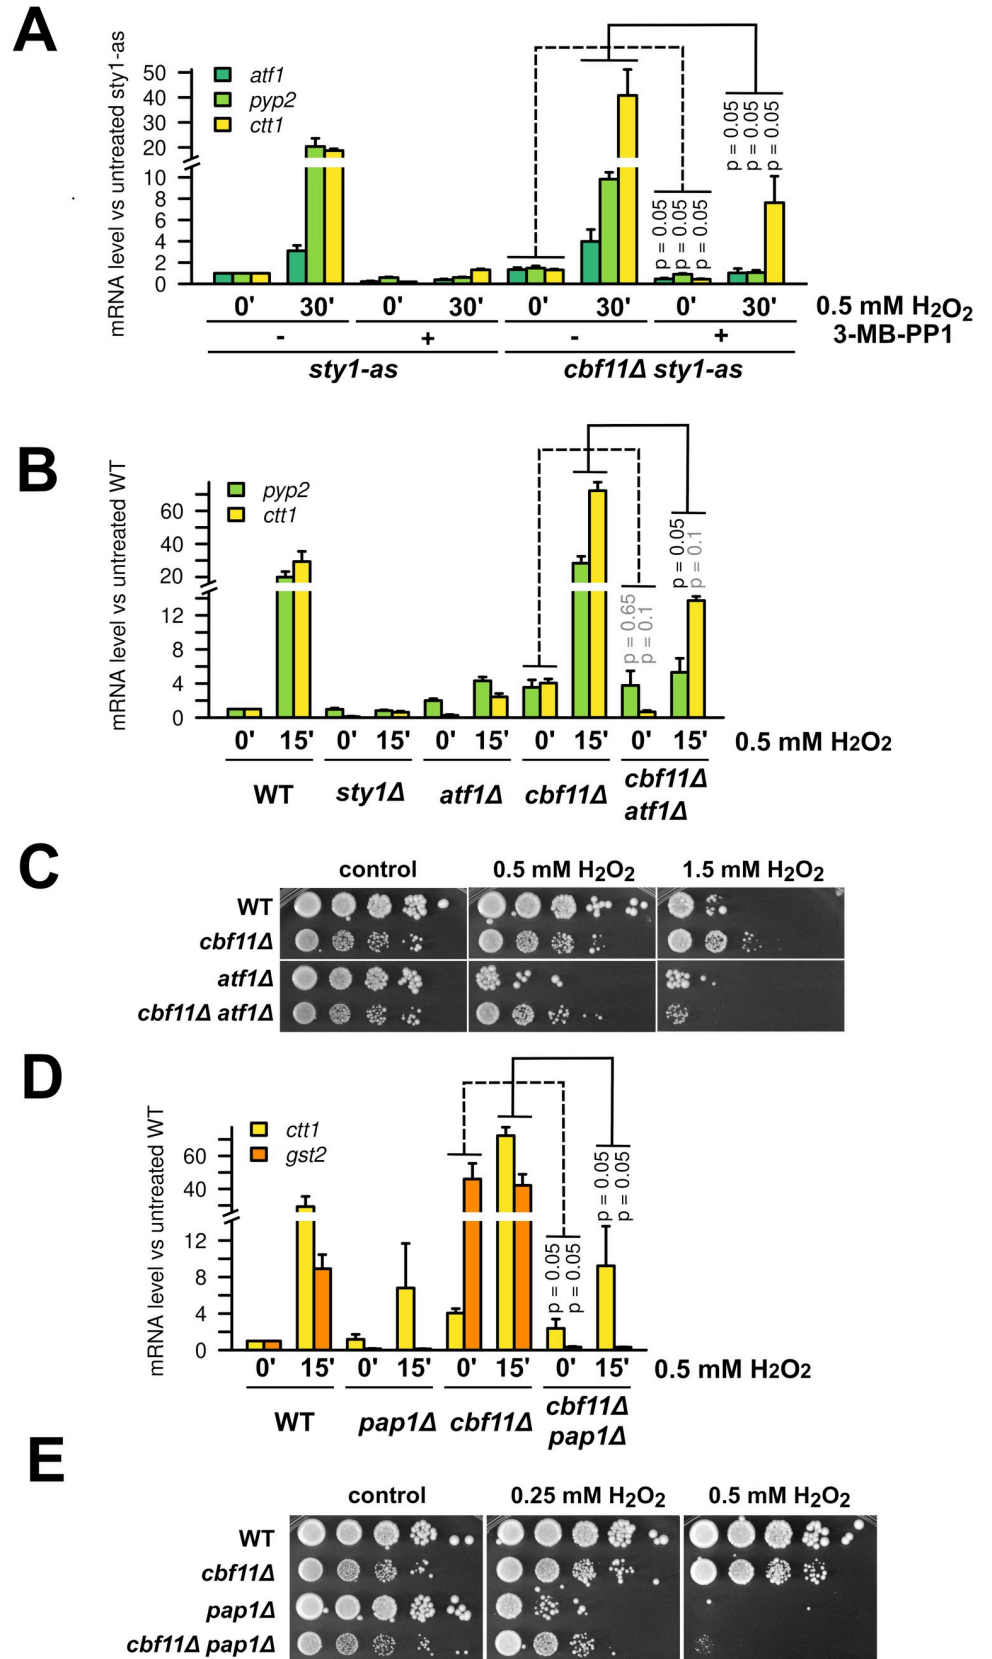 A
mRNA level vs untreated sty1-as
atf1
pyp2
ctt1
50
40
30
20
10
8
6
4
2
0
p = 0.05
p = 0.05
p = 0.05
p = 0.05
p = 0.05
p = 0.05
0' 30' 0' 30' 0' 30' 0' 30' 0.5 mM H2O2
- + - + 3-MB-PP1
sty1-as cbf11Δ sty1-as
B
mRNA level vs untreated WT
pyp2
ctt1
60
40
20
12
8
4
0
p = 0.65
p = 0.1
p = 0.05
p = 0.1
0' 15' 0' 15' 0' 15' 0' 15' 0' 15' 0.5 mM H2O2
WT sty1Δ atf1Δ cbf11Δ cbf11Δ
atf1Δ
C
control 0.5 mM H2O2 1.5 mM H2O2
WT
cbf11Δ
atf1Δ
cbf11Δ atf1Δ
D
mRNA level vs untreated WT
ctt1
gst2
60
40
12
8
4
0
p = 0.05
p = 0.05
p = 0.05
p = 0.05
0' 15' 0' 15' 0' 15' 0' 15' 0.5 mM H2O2
WT pap1Δ cbf11Δ cbf11Δ
pap1Δ
E
control 0.25 mM H2O2 0.5 mM H2O2
WT
cbf11Δ
pap1Δ
cbf11Δ pap1Δ